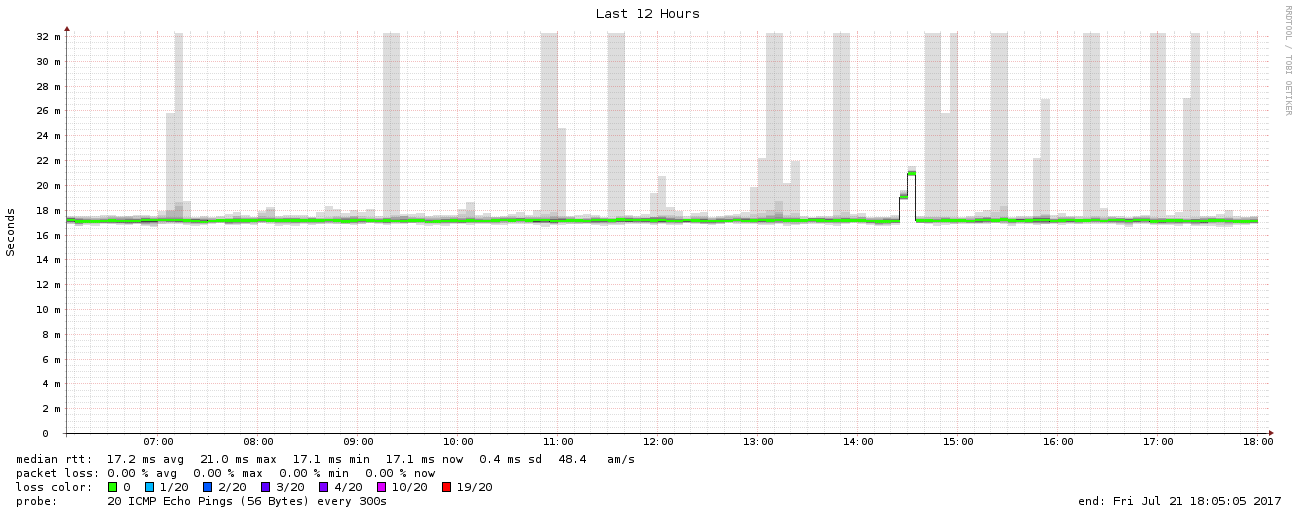 Last 12 Hours
RRDTOOL / TOBI OETIKER
Seconds
32 m
30 m
28 m
26 m
24 m
22 m
20 m
18 m
16 m
14 m
12 m
10 m
8 m
6 m
4 m
2 m
0
07:00 08:00 09:00 10:00 11:00 12:00 13:00 14:00 15:00 16:00 17:00 18:00
median rtt: 17.2 ms avg 21.0 ms max 17.1 ms min 17.1 ms now 0.4 ms sd 48.4 am/s
packet loss: 0.00 % avg 0.00 % max 0.00 % min 0.00 % now
loss color: 0 1/20 2/20 3/20 4/20 10/20 19/20
probe: 20 ICMP Echo Pings (56 Bytes) every 300s end: Fri Jul 21 18:05:05 2017